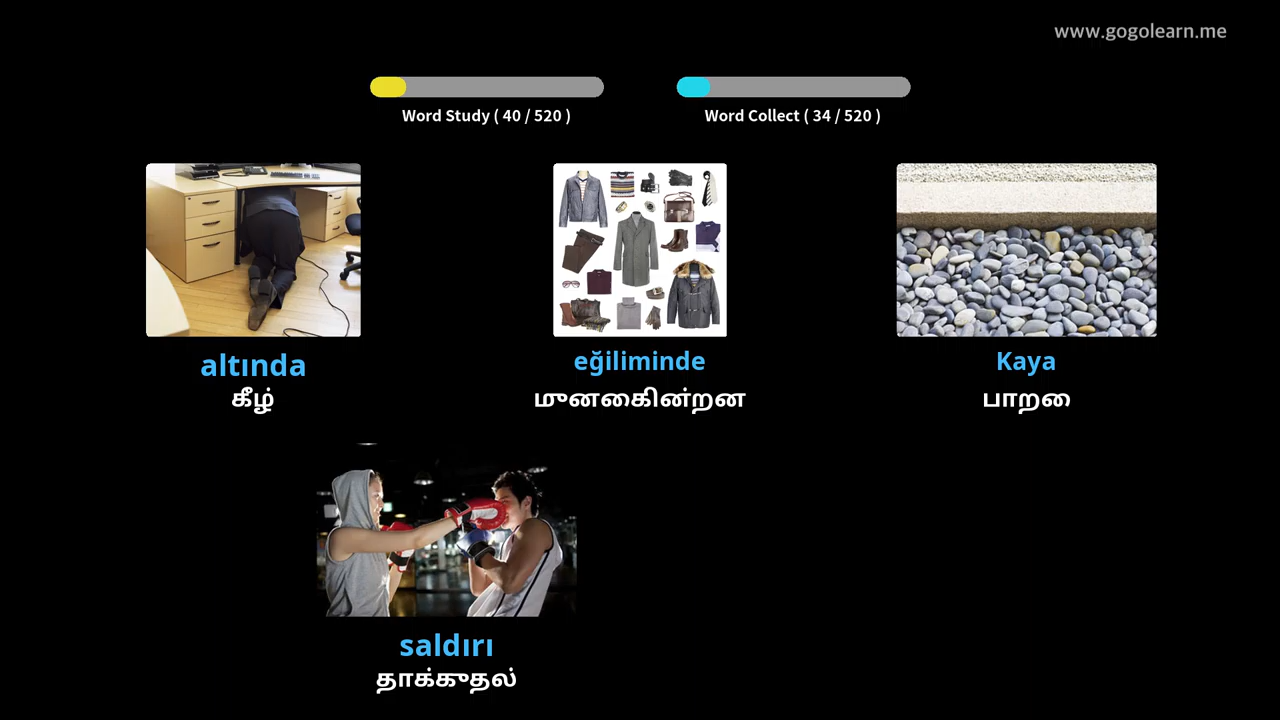 www.gogolearn.me
Word Study ( 40 / 520 )
Word Collect ( 34 / 520 )
altında
கீழ்
eğiliminde
முனைகின்றன
Kaya
பாறை
saldırı
தாக்குதல்